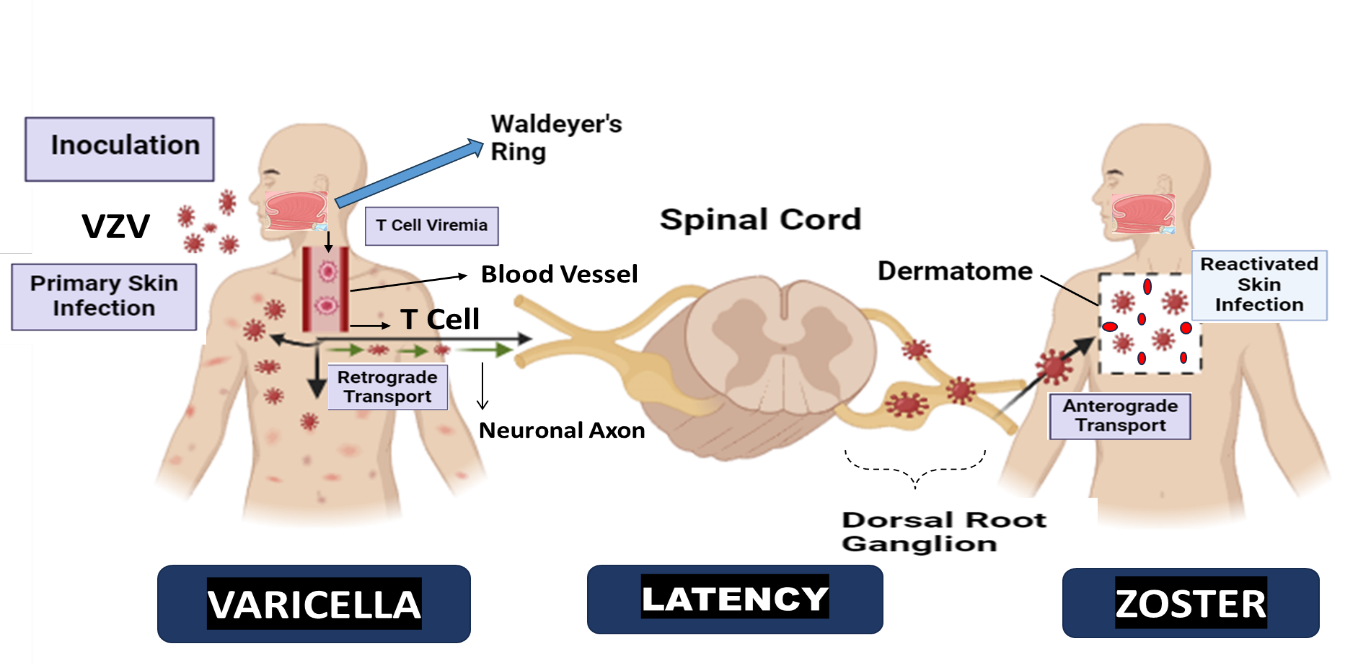 Inoculation
VZV
Primary Skin
Infection
Waldeyer's
Ring
T Cell Viremia
Blood Vessel
T Cell
Retrograde
Transport
Neuronal Axon
Spinal Cord
Dorsal Root
Ganglion
Dermatome
Reactivated
Skin
Infection
Anterograde
Transport
VARICELLA
LATENCY
ZOSTER